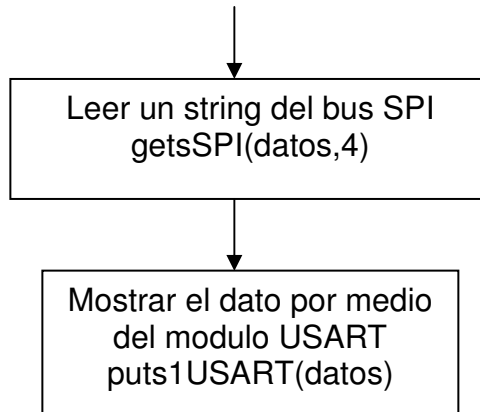 Leer un string del bus SPI
getsSPI(datos,4)
Mostrar el dato por medio
del modulo USART
puts1USART(datos)